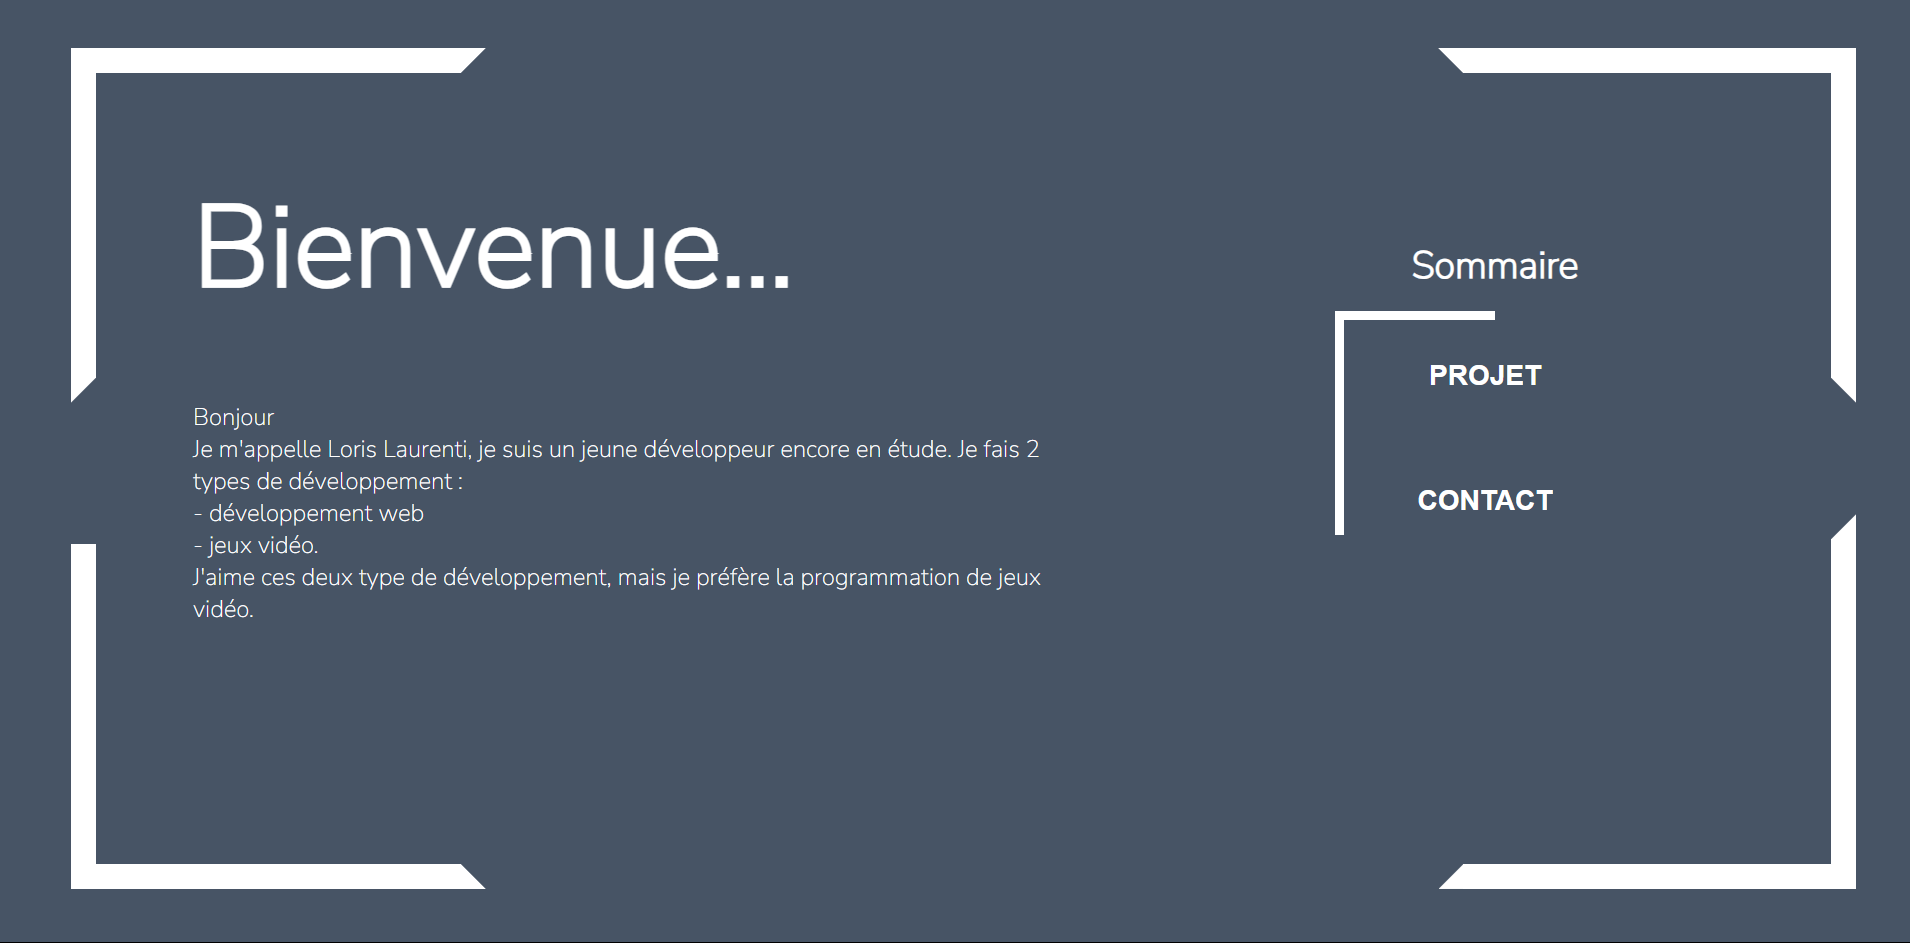 Bienvenue...
Bonjour
Je m'appelle Loris Laurenti, je suis un jeune développeur encore en étude. Je fais 2
types de développement :
- développement web
- jeux vidéo.
J'aime ces deux type de développement, mais je préfère la programmation de jeux
vidéo.
Sommaire
PROJET
CONTACT